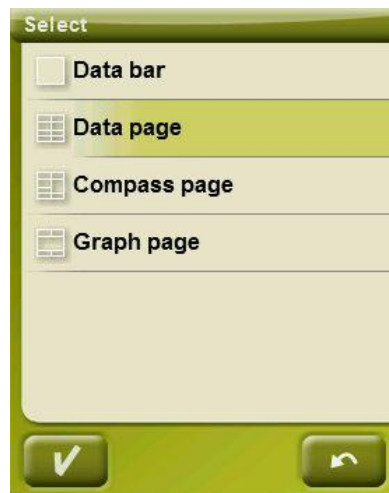 Select
Data bar
Data page
Compass page
Graph page